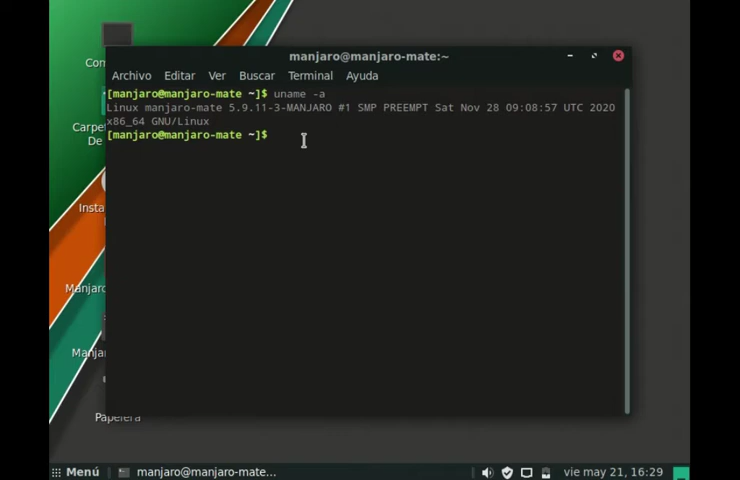 manjaro@manjaro-mate:~
Archivo Editar Ver Buscar Terminal Ayuda
[manjaro@manjaro-mate ~]$ uname -a
Linux manjaro-mate 5.9.11-3-MANJARO #1 SMP PREEMPT Sat Nov 28 09:08:57 UTC 2020
x86_64 GNU/Linux
[manjaro@manjaro-mate ~]$
Com
Carpet
De
Insta
Manjaro
Manja
Papelera
Menú manjaro@manjaro-mate... vie may 21, 16:29